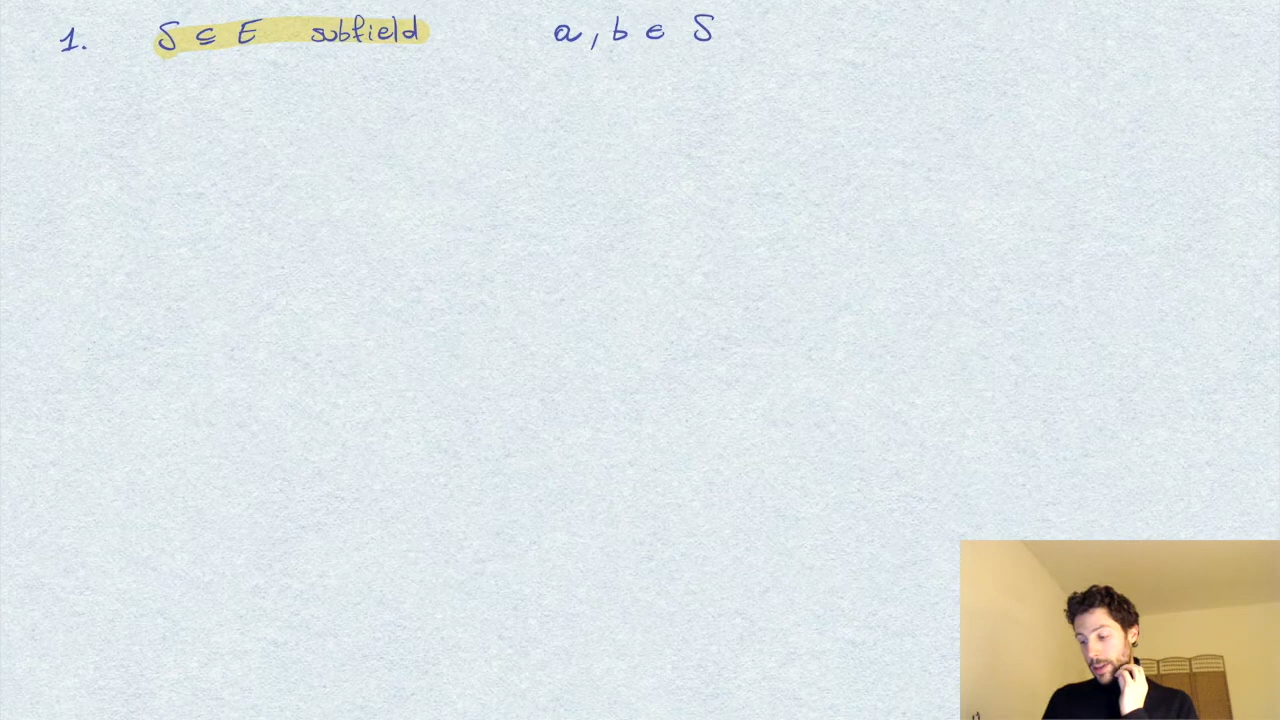 1. S ⊆ E subfield a, b ∈ S